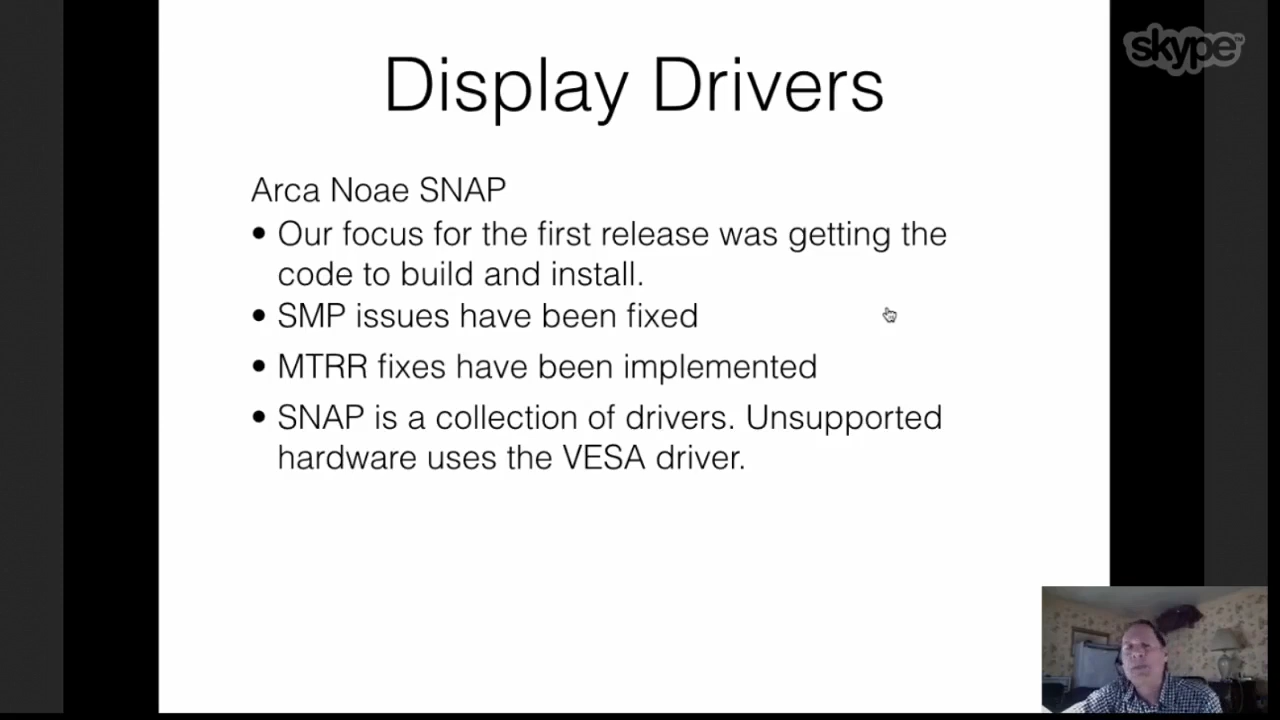 skype™
Display Drivers
Arca Noae SNAP
• Our focus for the first release was getting the
code to build and install.
• SMP issues have been fixed
• MTRR fixes have been implemented
• SNAP is a collection of drivers. Unsupported
hardware uses the VESA driver.